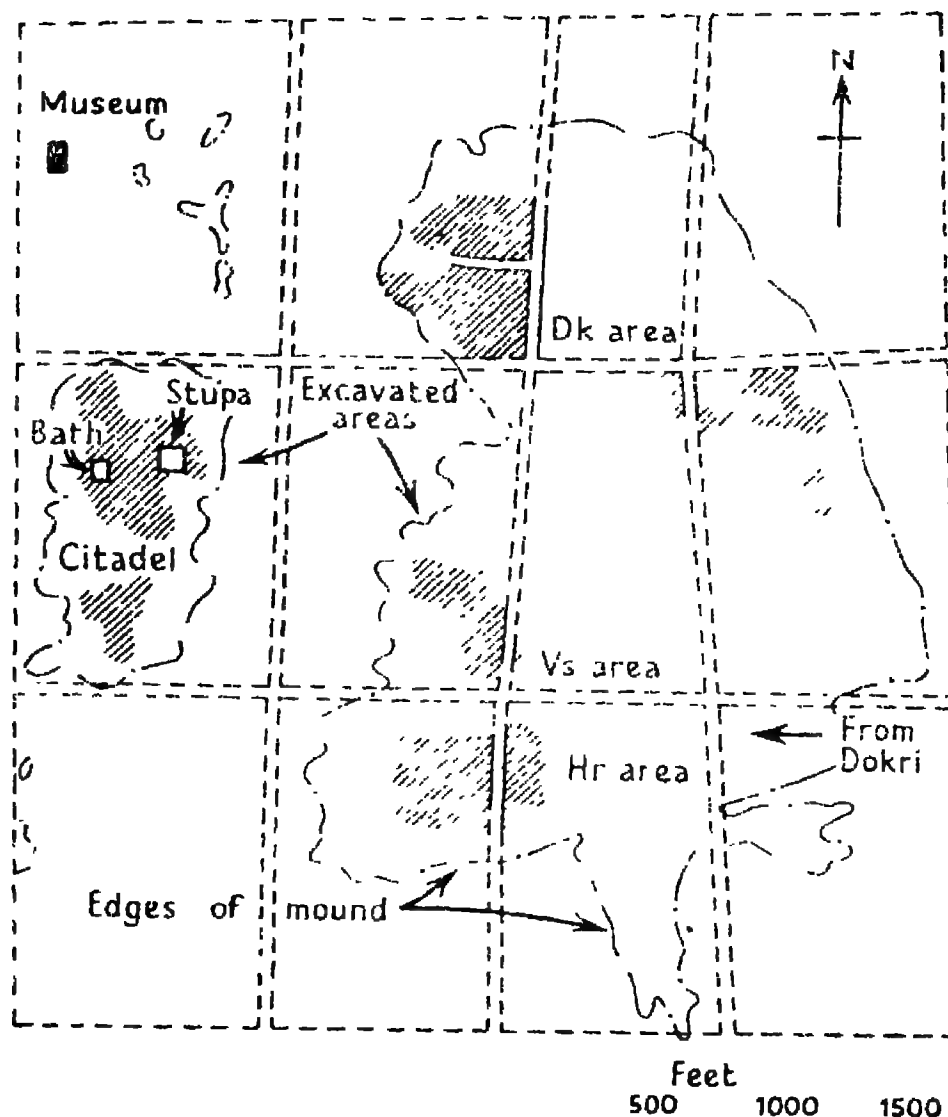 Museum
N
Dk area
Stupa
Excavated
areas
Bath
Citadel
Vs area
From
Dokri
Hr area
Edges of mound
Feet
500 1000 1500